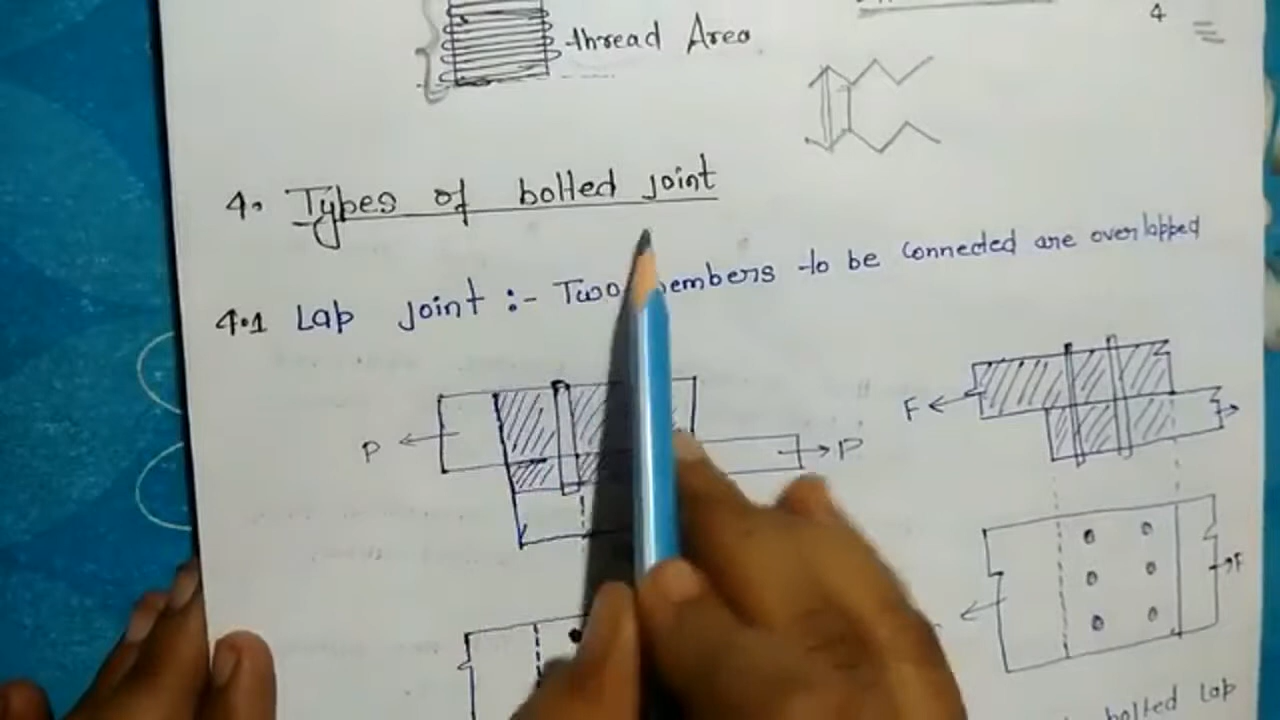 thread Area
4
4. Types of bolted joint
4.1 Lap joint :- Two members to be connected are overlapped
P
P
F
F
bolted Lap